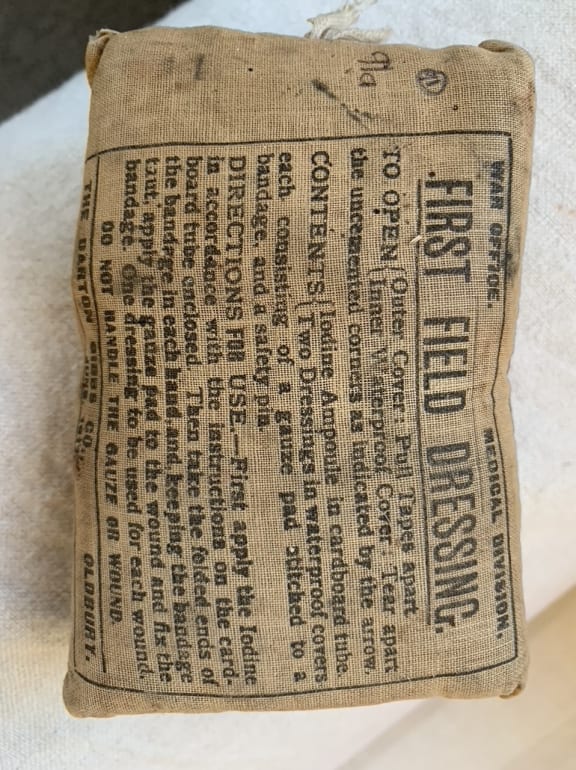 WAR OFFICE. MEDICAL DIVISION.
FIRST FIELD DRESSING.
TO OPEN { Outer Cover: Pull Tapes apart
Inner Waterproof Cover: Tear apart
the uncemented corners as indicated by the arrow.
CONTENTS { Iodine Ampoule in cardboard tube.
Two Dressings in waterproof covers
each consisting of a gauze pad stitched to a
bandage, and a safety pin.
DIRECTIONS FOR USE.—First apply the Iodine
in accordance with the instructions on the card-
board tube enclosed. Then take the folded ends of
the bandage in each hand, and keeping the bandage
taut, apply the gauze pad to the wound and fix the
bandage. One dressing to be used for each wound.
DO NOT HANDLE THE GAUZE OR WOUND.
THE CO. OLDBURY.
JUNE